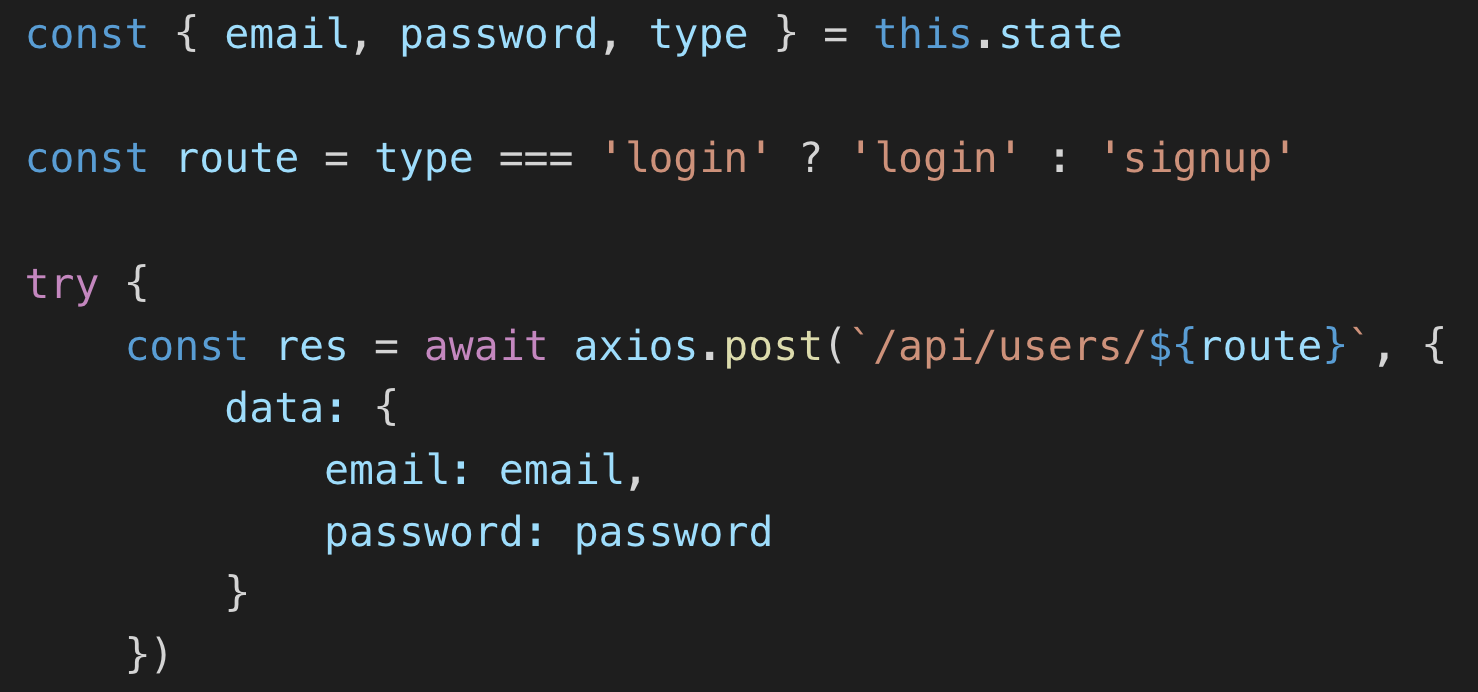 const { email, password, type } = this.state
const route = type === 'login' ? 'login' : 'signup'
try {
    const res = await axios.post(`/api/users/${route}`, {
        data: {
            email: email,
            password: password
        }
    })